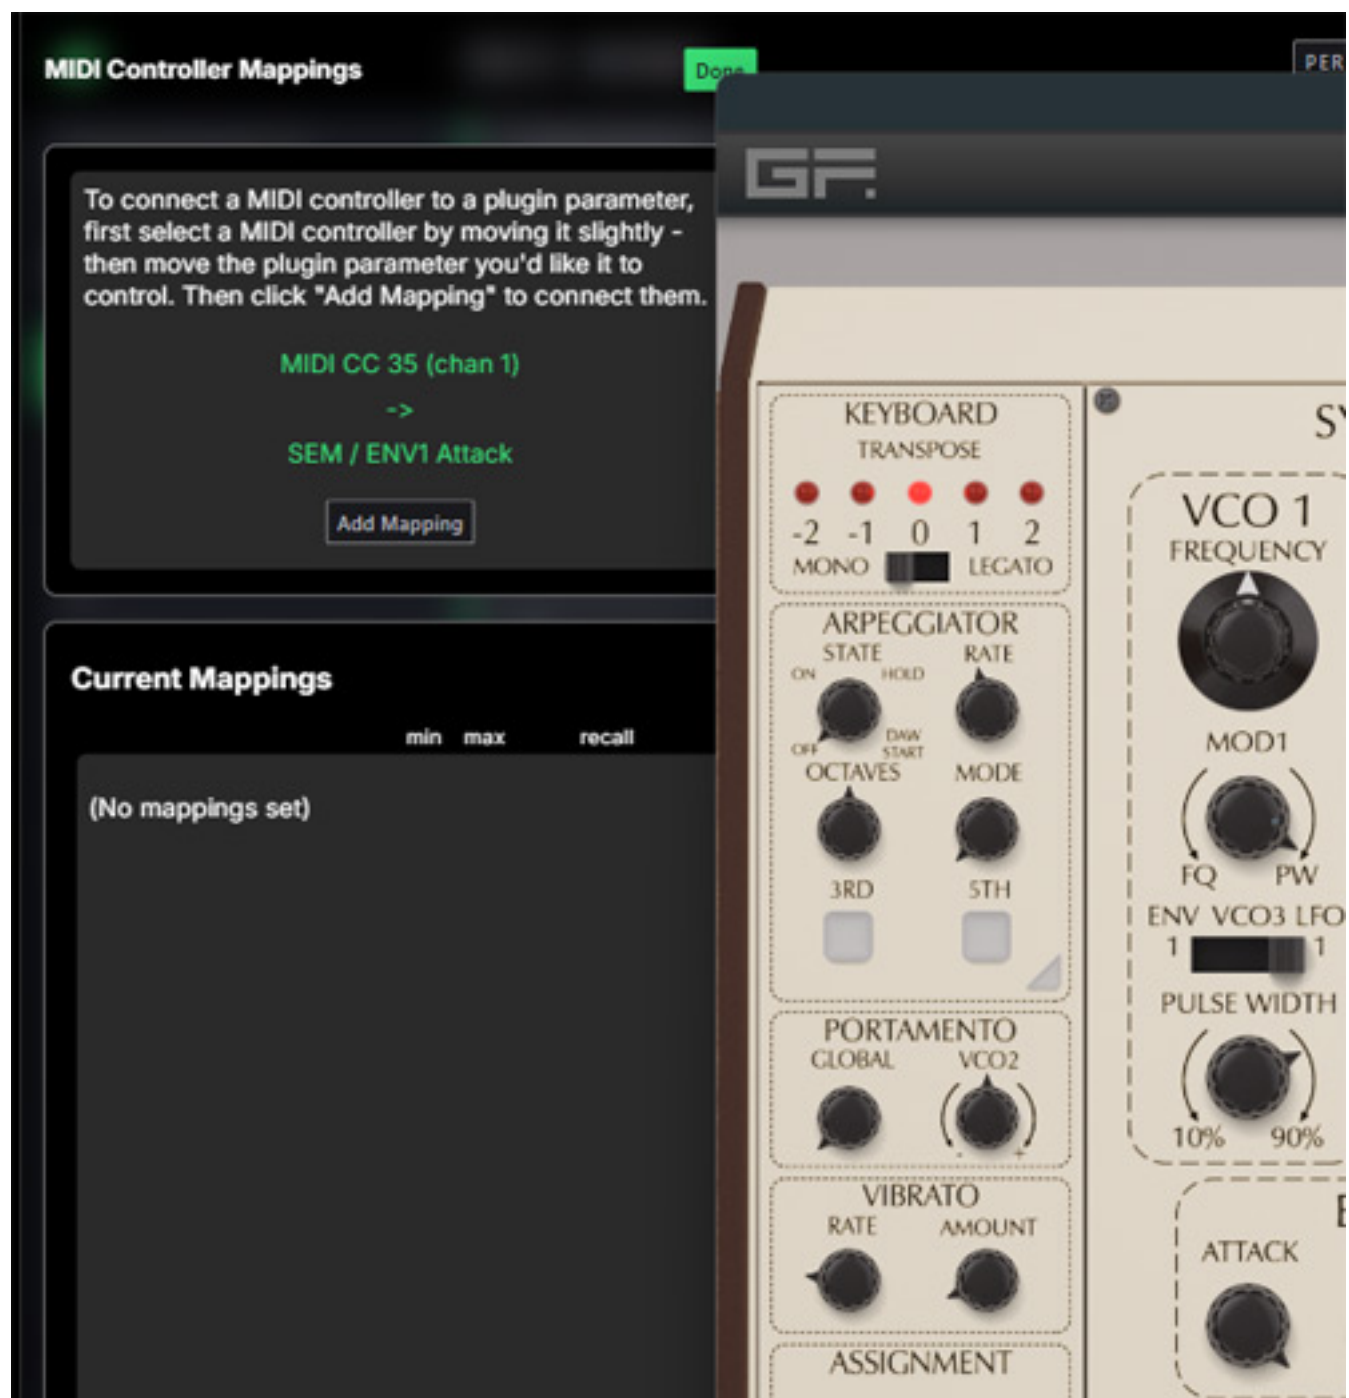 MIDI Controller Mappings
Done
PER
To connect a MIDI controller to a plugin parameter,
first select a MIDI controller by moving it slightly -
then move the plugin parameter you'd like it to
control. Then click "Add Mapping" to connect them.
MIDI CC 35 (chan 1)
->
SEM / ENV1 Attack
Add Mapping
Current Mappings
min max recall
(No mappings set)
GF.
KEYBOARD
TRANSPOSE
-2 -1 0 1 2
MONO LEGATO
ARPEGGIATOR
STATE RATE
ON HOLD
OFF DAW START
OCTAVES MODE
3RD 5TH
PORTAMENTO
GLOBAL VCO2
- +
VIBRATO
RATE AMOUNT
ASSIGNMENT
SY
VCO 1
FREQUENCY
MOD1
FQ PW
ENV VCO3 LFO
1 1
PULSE WIDTH
10% 90%
E
ATTACK